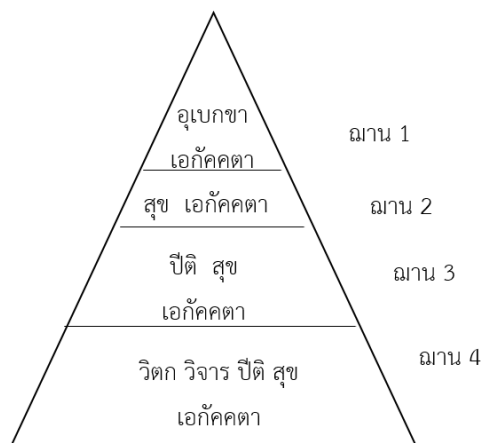 อุเบกขา
เอกัคคตา
ฌาน 1
สุข เอกัคคตา
ฌาน 2
ปีติ สุข
เอกัคคตา
ฌาน 3
วิตก วิจาร ปีติ สุข
เอกัคคตา
ฌาน 4